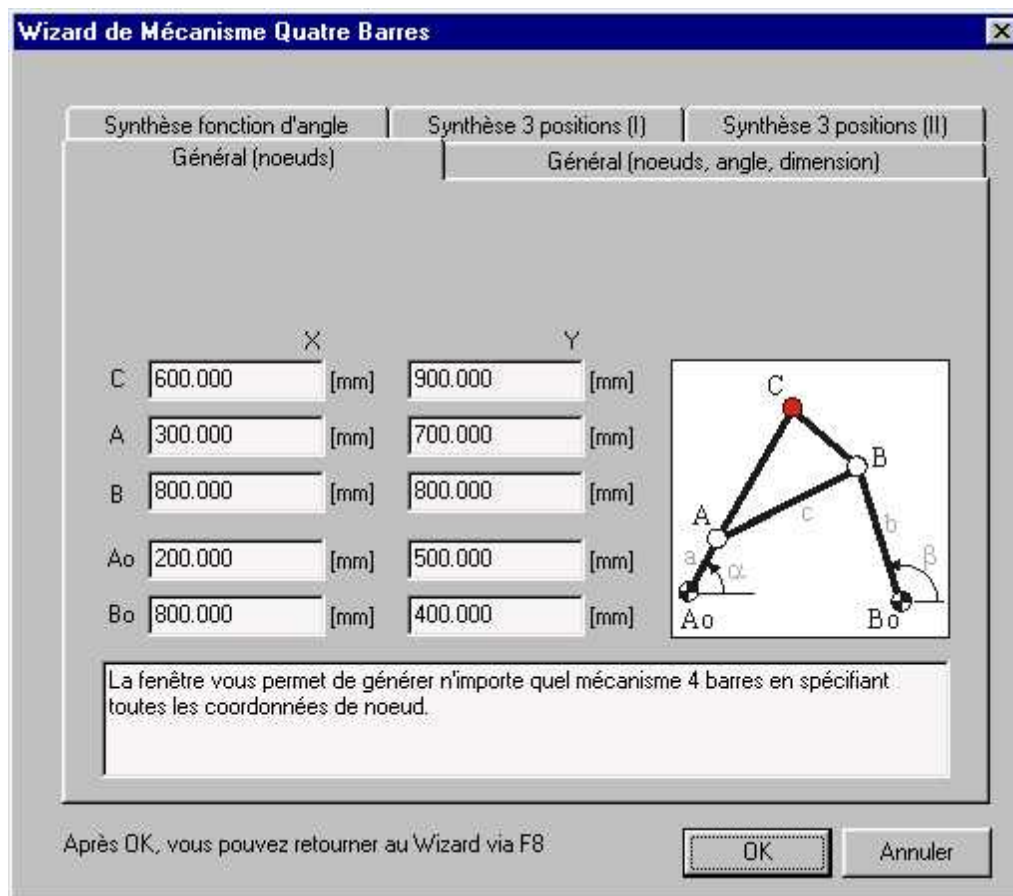 Wizard de Mécanisme Quatre Barres
Synthèse fonction d'angle Synthèse 3 positions (I) Synthèse 3 positions (II)
Général (noeuds) Général (noeuds, angle, dimension)
X Y
C 600.000 [mm] 900.000 [mm]
A 300.000 [mm] 700.000 [mm]
B 800.000 [mm] 800.000 [mm]
Ao 200.000 [mm] 500.000 [mm]
Bo 800.000 [mm] 400.000 [mm]
C
B
A
c
b
a
α
β
Ao
Bo
La fenêtre vous permet de générer n'importe quel mécanisme 4 barres en spécifiant
toutes les coordonnées de noeud.
Après OK, vous pouvez retourner au Wizard via F8
OK Annuler